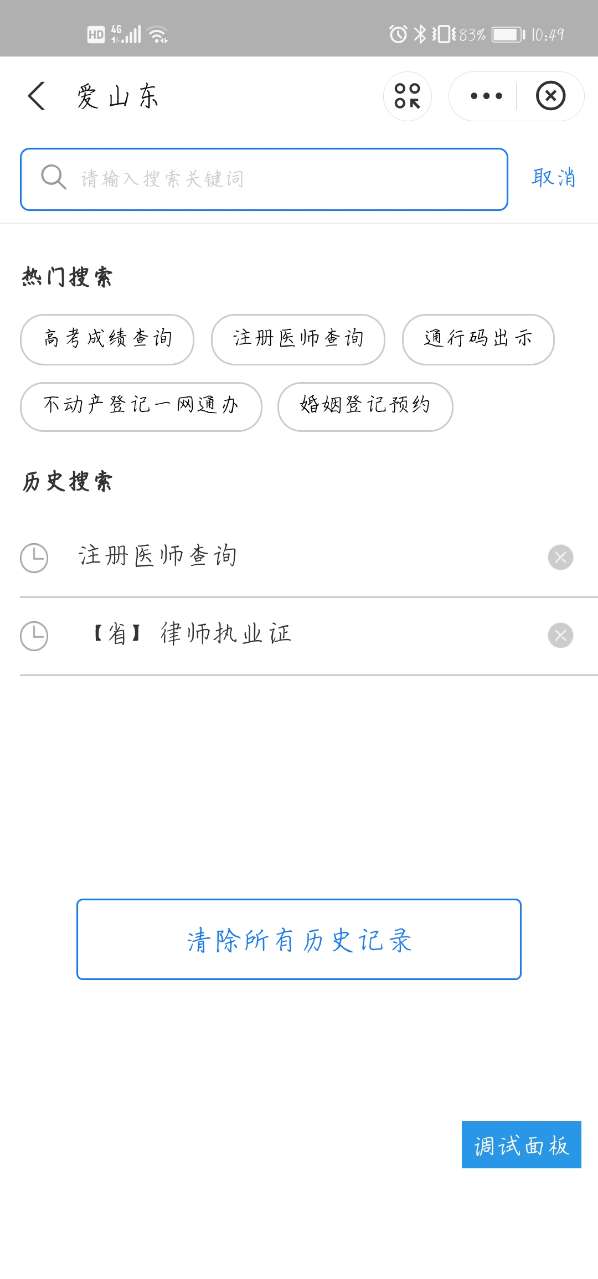 HD 4G 83% 10:49
爱山东
请输入搜索关键词 取消
热门搜索
高考成绩查询 注册医师查询 通行码出示
不动产登记一网通办 婚姻登记预约
历史搜索
注册医师查询
【省】律师执业证
清除所有历史记录
调试面板